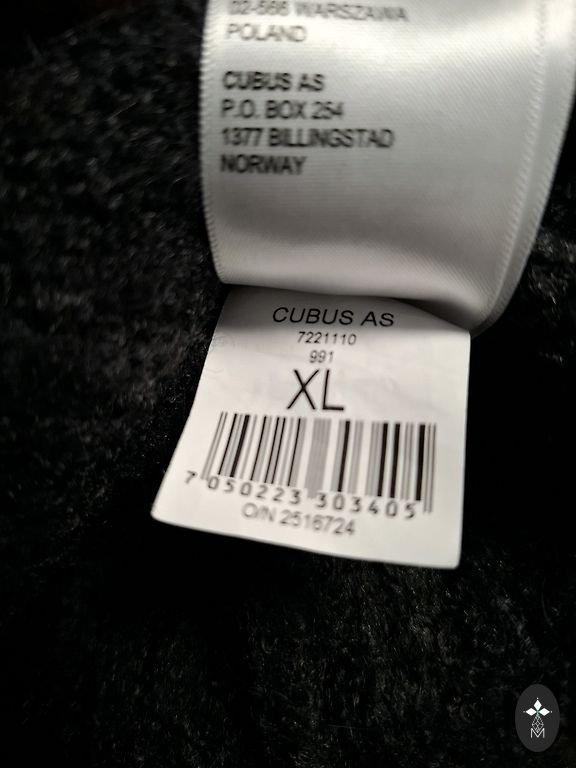 02-566 WARSZAWA
POLAND
CUBUS AS
P.O. BOX 254
1377 BILLINGSTAD
NORWAY
CUBUS AS
7221110
991
XL
7 050223 303405
O/N 2516724
M